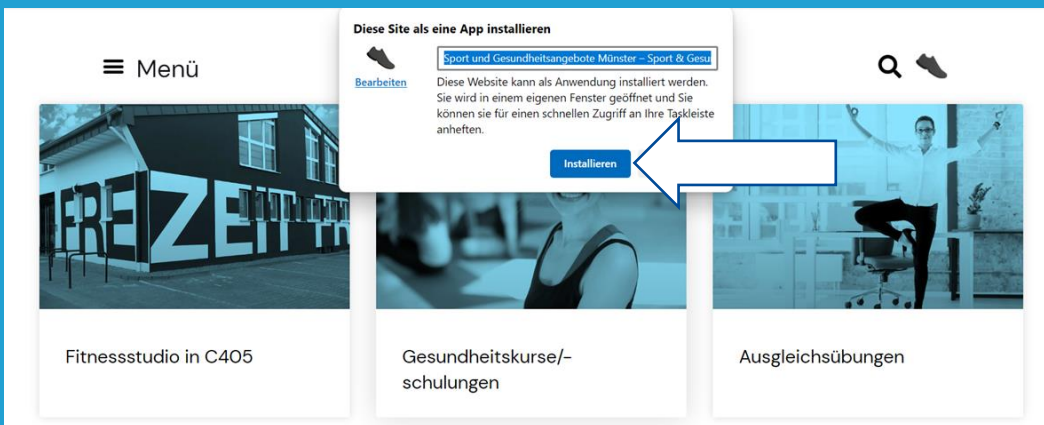 Diese Site als eine App installieren
Sport und Gesundheitsangebote Münster – Sport & Gesu
Bearbeiten
Diese Website kann als Anwendung installiert werden.
Sie wird in einem eigenen Fenster geöffnet und Sie
können sie für einen schnellen Zugriff an Ihre Taskleiste
anheften.
Installieren
Menü
FREIZEIT
Fitnessstudio in C405
Gesundheitskurse/-
schulungen
Ausgleichsübungen